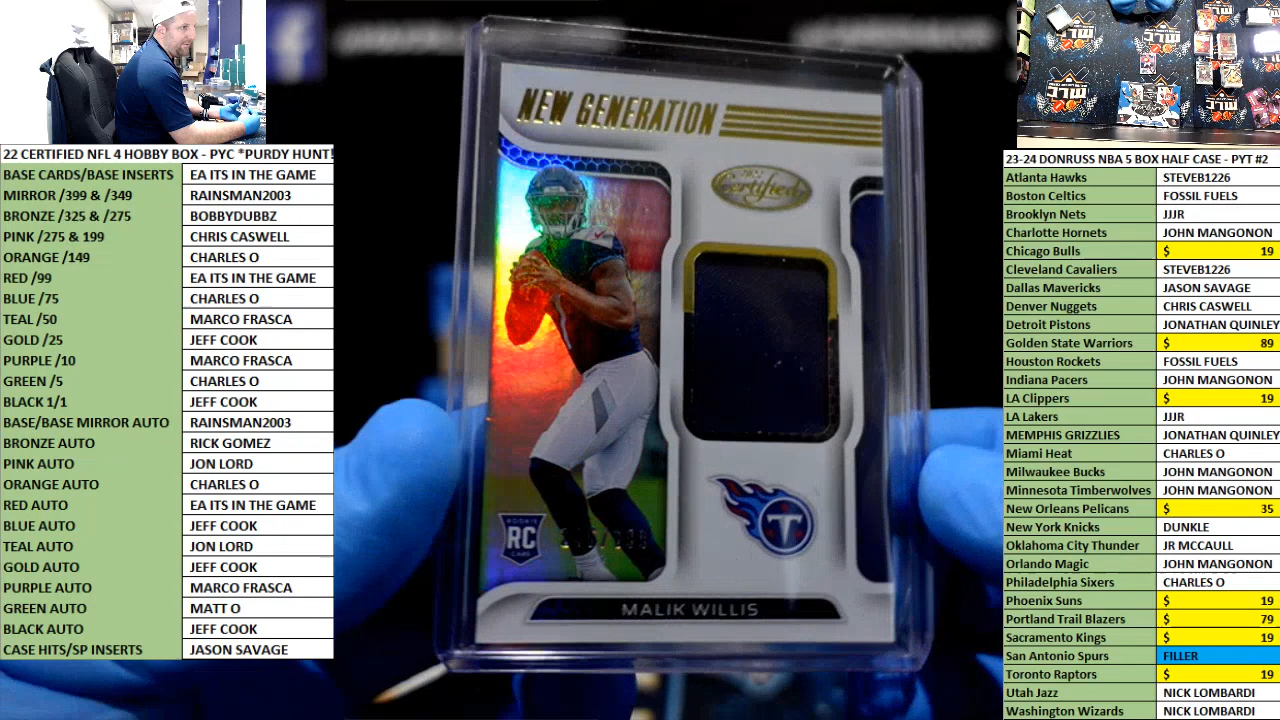 22 CERTIFIED NFL 4 HOBBY BOX - PYC *PURDY HUNT!
BASE CARDS/BASE INSERTS EA ITS IN THE GAME
MIRROR /399 & /349 RAINSMAN2003
BRONZE /325 & /275 BOBBYDUBBZ
PINK /275 & 199 CHRIS CASWELL
ORANGE /149 CHARLES O
RED /99 EA ITS IN THE GAME
BLUE /75 CHARLES O
TEAL /50 MARCO FRASCA
GOLD /25 JEFF COOK
PURPLE /10 MARCO FRASCA
GREEN /5 CHARLES O
BLACK 1/1 JEFF COOK
BASE/BASE MIRROR AUTO RAINSMAN2003
BRONZE AUTO RICK GOMEZ
PINK AUTO JON LORD
ORANGE AUTO CHARLES O
RED AUTO EA ITS IN THE GAME
BLUE AUTO JEFF COOK
TEAL AUTO JON LORD
GOLD AUTO JEFF COOK
PURPLE AUTO MARCO FRASCA
GREEN AUTO MATT O
BLACK AUTO JEFF COOK
CASE HITS/SP INSERTS JASON SAVAGE
NEW GENERATION
Certified
ROOKIE
RC
CARD
T
MALIK WILLIS
23-24 DONRUSS NBA 5 BOX HALF CASE - PYT #2
Atlanta Hawks STEVEB1226
Boston Celtics FOSSIL FUELS
Brooklyn Nets JJJR
Charlotte Hornets JOHN MANGONON
Chicago Bulls $ 19
Cleveland Cavaliers STEVEB1226
Dallas Mavericks JASON SAVAGE
Denver Nuggets CHRIS CASWELL
Detroit Pistons JONATHAN QUINLEY
Golden State Warriors $ 89
Houston Rockets FOSSIL FUELS
Indiana Pacers JOHN MANGONON
LA Clippers $ 19
LA Lakers JJJR
MEMPHIS GRIZZLIES JONATHAN QUINLEY
Miami Heat CHARLES O
Milwaukee Bucks JOHN MANGONON
Minnesota Timberwolves JOHN MANGONON
New Orleans Pelicans $ 35
New York Knicks DUNKLE
Oklahoma City Thunder JR MCCAULL
Orlando Magic JOHN MANGONON
Philadelphia Sixers CHARLES O
Phoenix Suns $ 19
Portland Trail Blazers $ 79
Sacramento Kings $ 19
San Antonio Spurs FILLER
Toronto Raptors $ 19
Utah Jazz NICK LOMBARDI
Washington Wizards NICK LOMBARDI